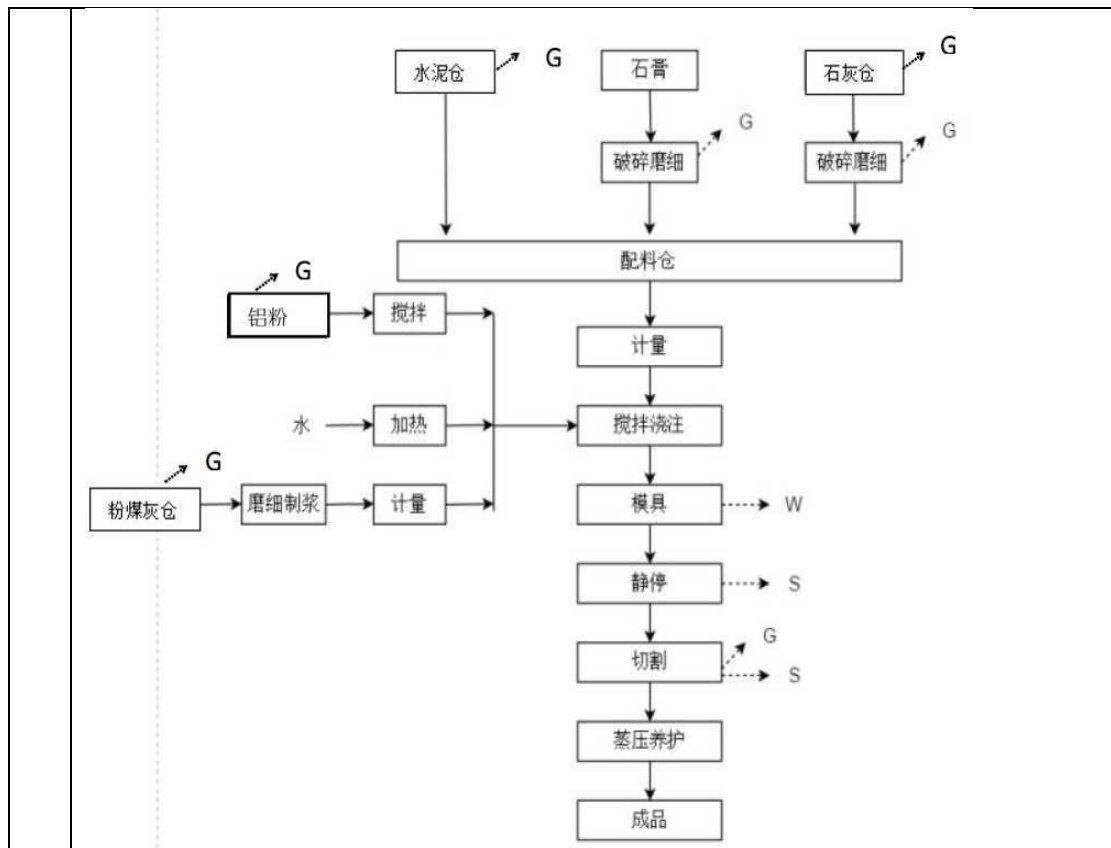 水泥仓
G
石膏
石灰仓
G
破碎磨细
G
破碎磨细
G
配料仓
铝粉
G
搅拌
计量
水
加热
搅拌浇注
粉煤灰仓
G
磨细制浆
计量
模具
W
静停
S
切割
G
S
蒸压养护
成品